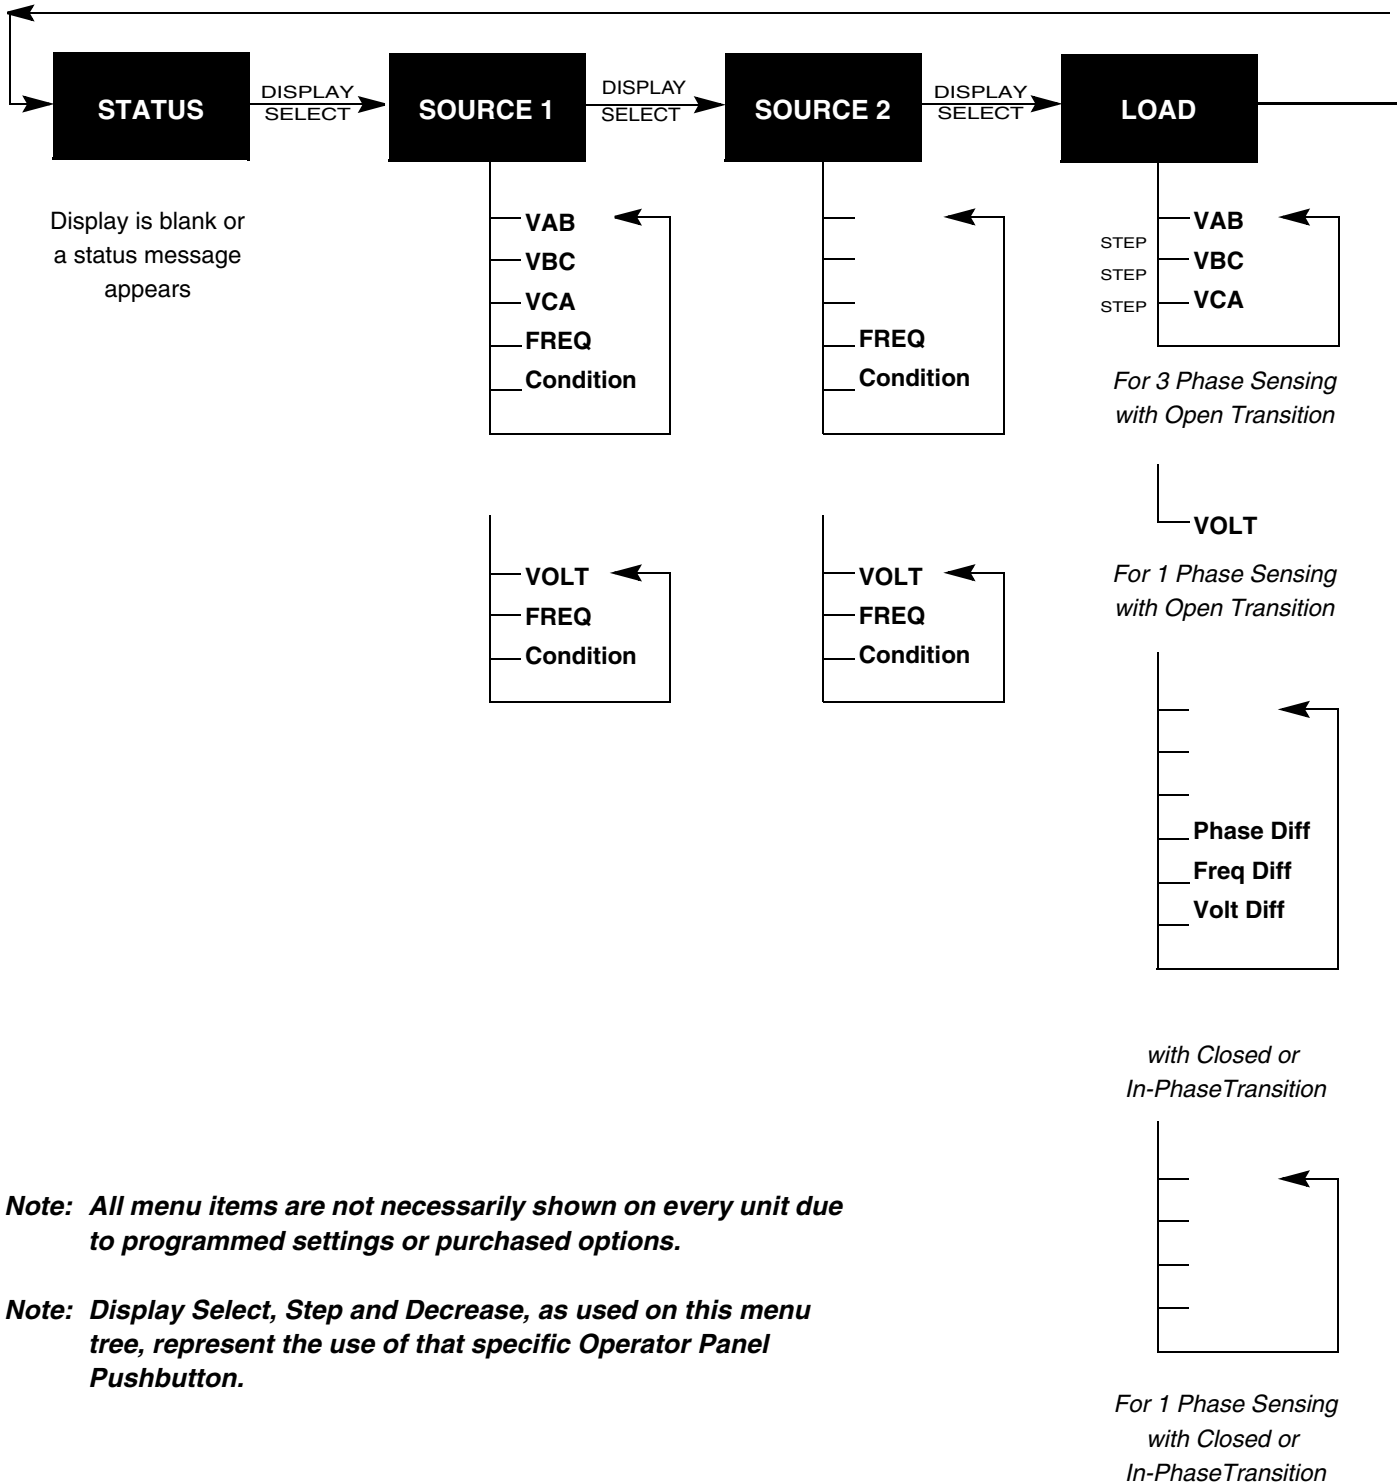 STATUS
DISPLAY
SELECT
SOURCE 1
DISPLAY
SELECT
SOURCE 2
DISPLAY
SELECT
LOAD
Display is blank or
a status message
appears
VAB
VBC
VCA
FREQ
Condition
VOLT
FREQ
Condition
FREQ
Condition
VOLT
FREQ
Condition
STEP
STEP
STEP
VAB
VBC
VCA
For 3 Phase Sensing
with Open Transition
VOLT
For 1 Phase Sensing
with Open Transition
Phase Diff
Freq Diff
Volt Diff
with Closed or
In-PhaseTransition
For 1 Phase Sensing
with Closed or
In-PhaseTransition
Note: All menu items are not necessarily shown on every unit due
to programmed settings or purchased options.
Note: Display Select, Step and Decrease, as used on this menu
tree, represent the use of that specific Operator Panel
Pushbutton.